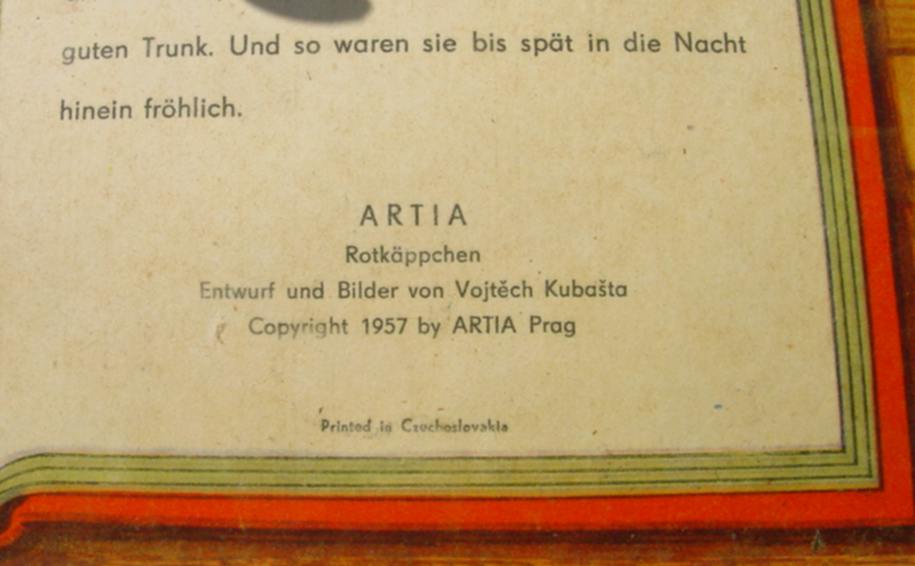 guten Trunk. Und so waren sie bis spät in die Nacht
hinein fröhlich.
ARTIA
Rotkäppchen
Entwurf und Bilder von Vojtěch Kubašta
Copyright 1957 by ARTIA Prag
Printed in Czechoslovakia